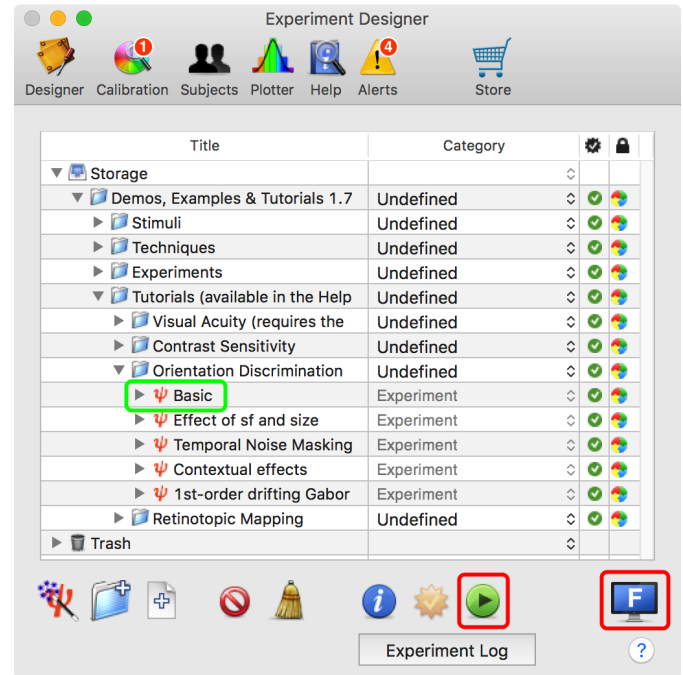 Experiment Designer
1 4
Designer Calibration Subjects Plotter Help Alerts Store
Title Category
Storage
Demos, Examples & Tutorials 1.7 Undefined
Stimuli Undefined
Techniques Undefined
Experiments Undefined
Tutorials (available in the Help Undefined
Visual Acuity (requires the Undefined
Contrast Sensitivity Undefined
Orientation Discrimination Undefined
ψ Basic Experiment
ψ Effect of sf and size Experiment
ψ Temporal Noise Masking Experiment
ψ Contextual effects Experiment
ψ 1st-order drifting Gabor Experiment
Retinotopic Mapping Undefined
Trash
ψ i F
Experiment Log ?